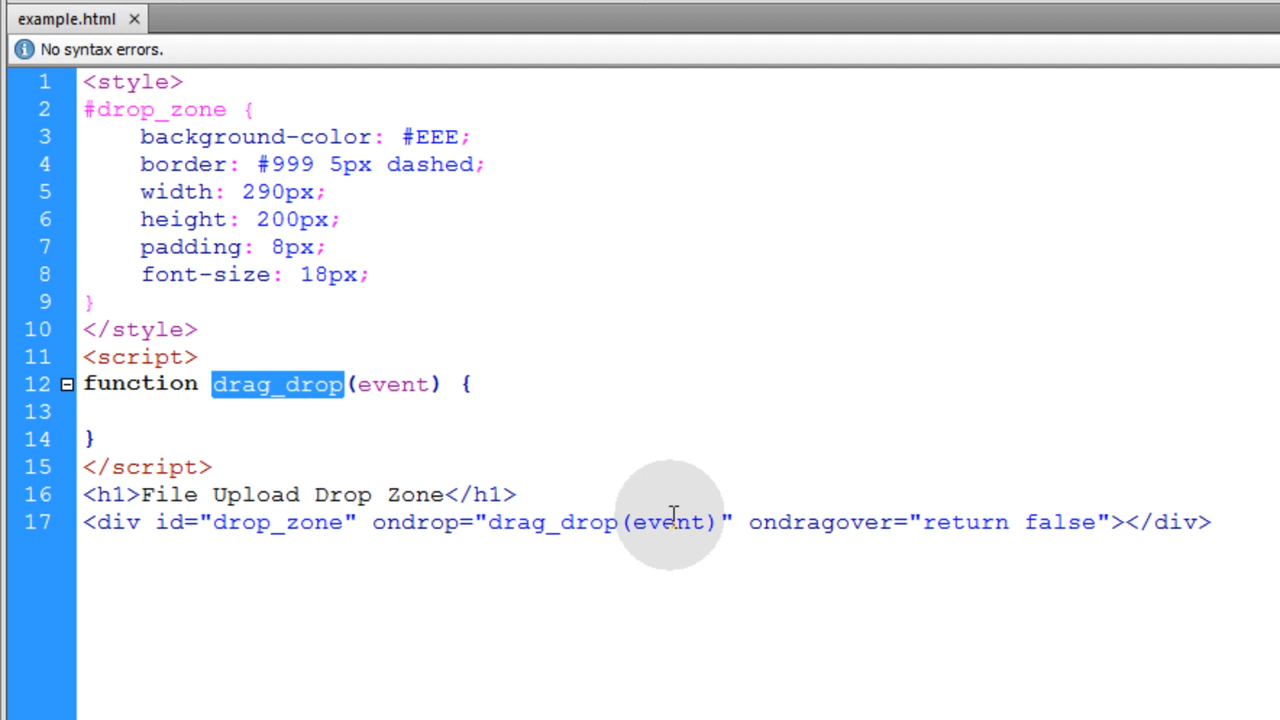 example.html ×
No syntax errors.
1 <style>
2 #drop_zone {
3     background-color: #EEE;
4     border: #999 5px dashed;
5     width: 290px;
6     height: 200px;
7     padding: 8px;
8     font-size: 18px;
9 }
10 </style>
11 <script>
12 function drag_drop(event) {
13
14 }
15 </script>
16 <h1>File Upload Drop Zone</h1>
17 <div id="drop_zone" ondrop="drag_drop(event)" ondragover="return false"></div>